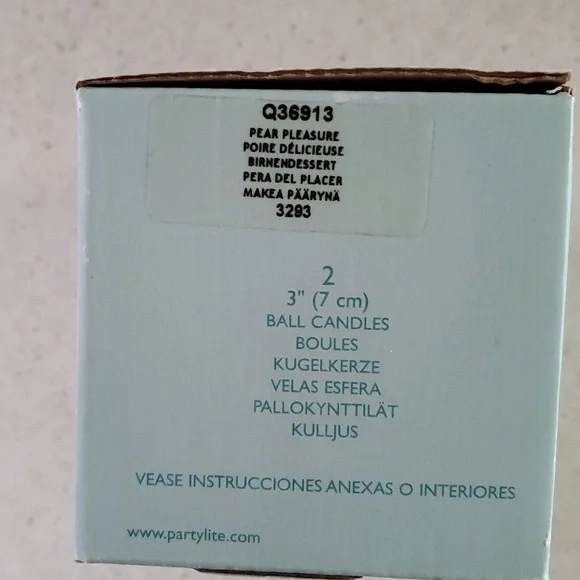 Q36913
PEAR PLEASURE
POIRE DÉLICIEUSE
BIRNENDESSERT
PERA DEL PLACER
MAKEA PÄÄRYNÄ
3293
2
3" (7 cm)
BALL CANDLES
BOULES
KUGELKERZE
VELAS ESFERA
PALLOKYNTTILÄT
KULLJUS
VEASE INSTRUCCIONES ANEXAS O INTERIORES
www.partylite.com